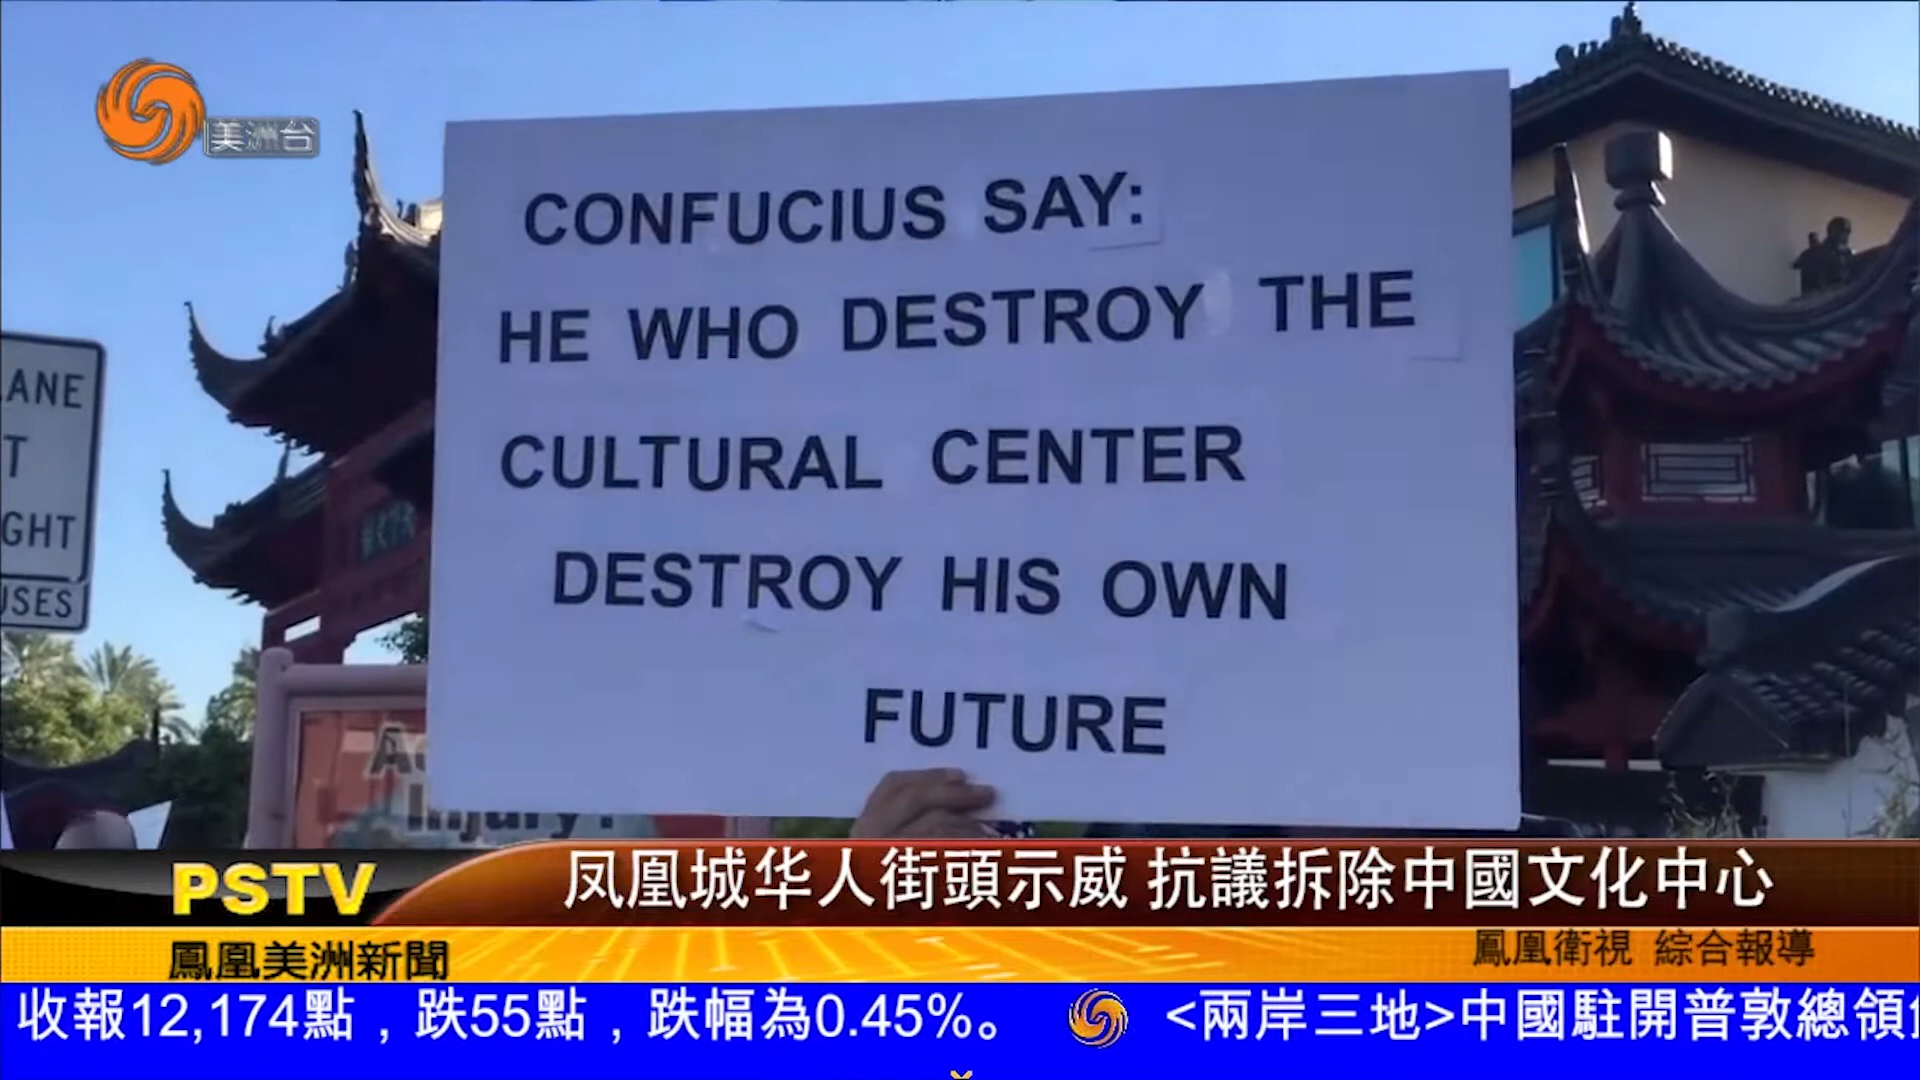 美洲台
CONFUCIUS SAY:
HE WHO DESTROY THE
CULTURAL CENTER
DESTROY HIS OWN
FUTURE
ANE
T
GHT
USES
PSTV
凤凰城华人街頭示威 抗議拆除中國文化中心
鳳凰美洲新聞
鳳凰衛視 綜合報導
收報12,174點，跌55點，跌幅為0.45%。 <兩岸三地>中國駐開普敦總領